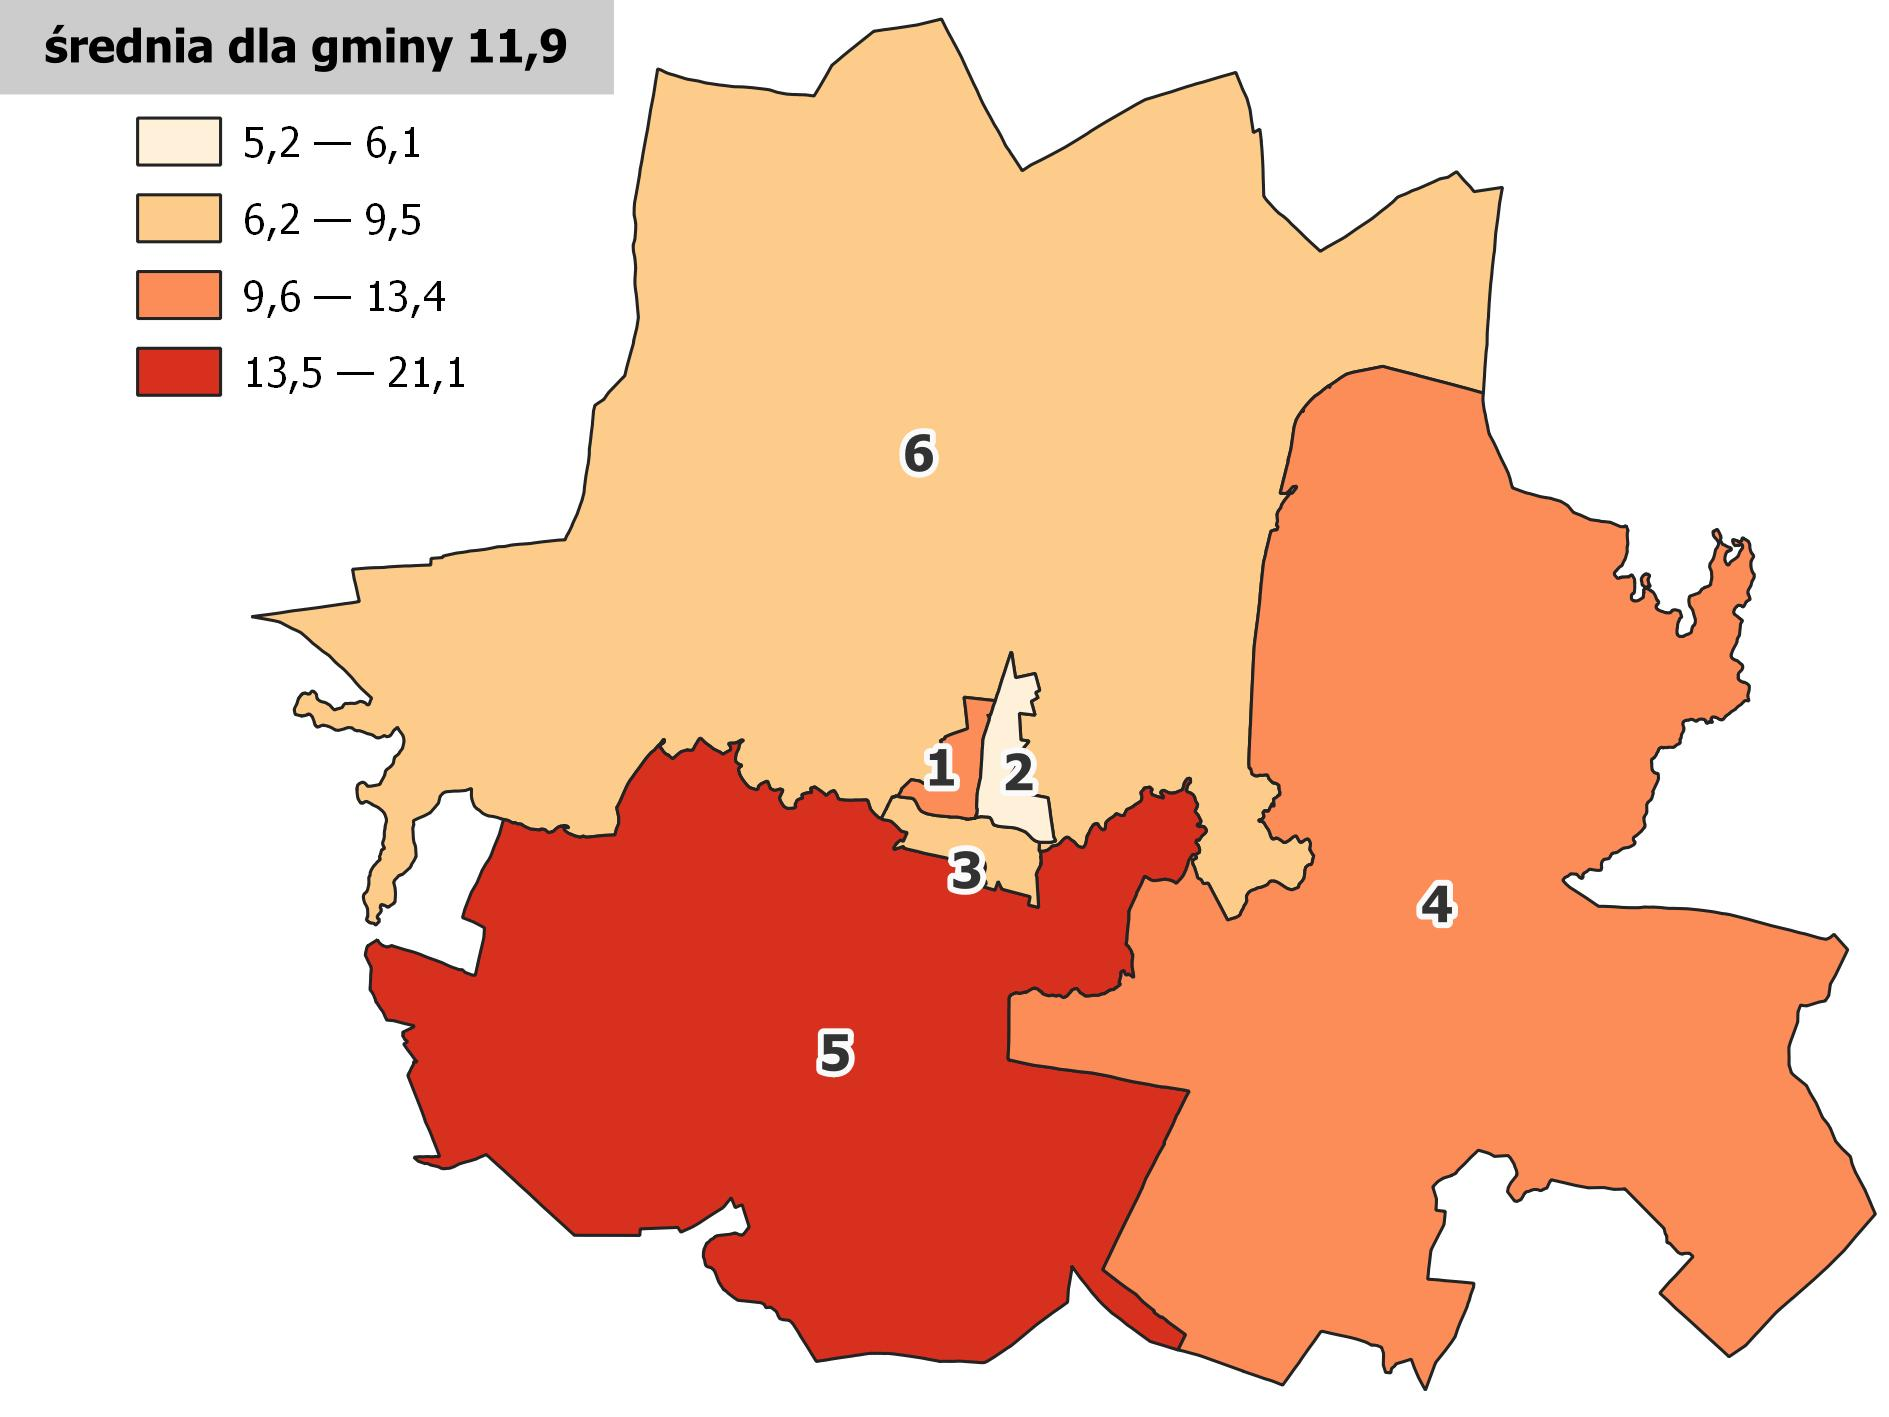 średnia dla gminy 11,9
5,2 — 6,1
6,2 — 9,5
9,6 — 13,4
13,5 — 21,1
6
1
2
3
4
5